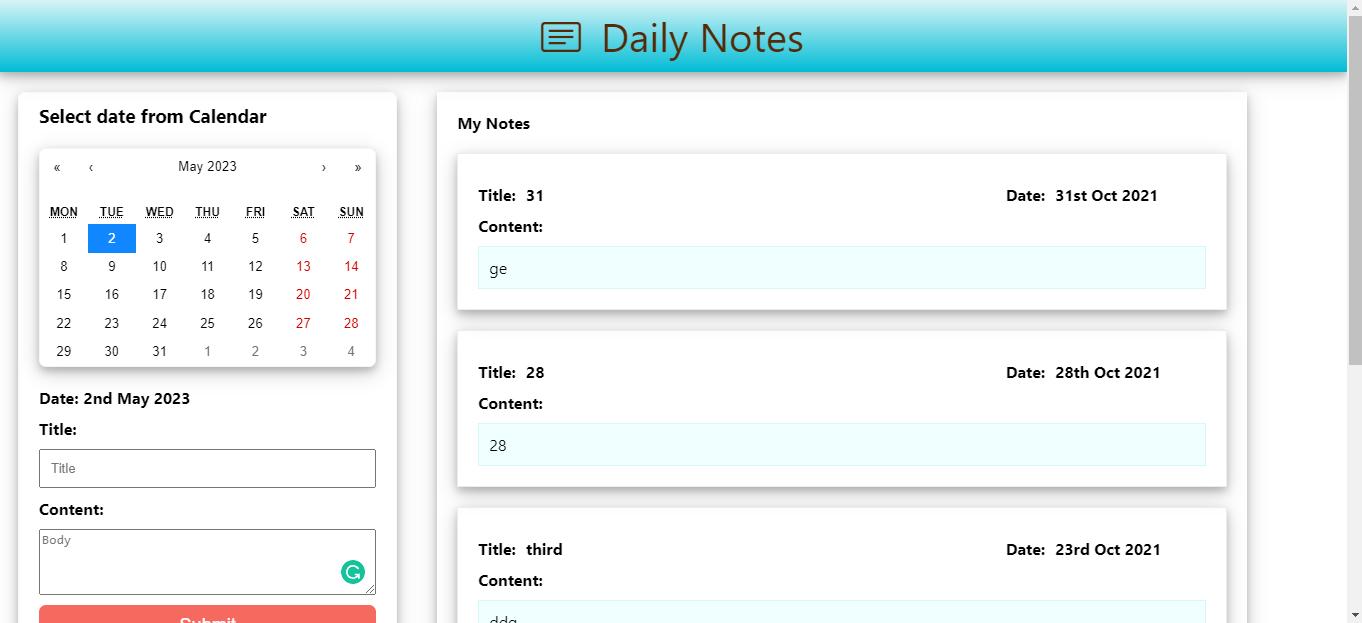 Daily Notes
Select date from Calendar
« ‹ May 2023 › »
MON TUE WED THU FRI SAT SUN
1 2 3 4 5 6 7
8 9 10 11 12 13 14
15 16 17 18 19 20 21
22 23 24 25 26 27 28
29 30 31 1 2 3 4
Date: 2nd May 2023
Title:
Title
Content:
Body
Submit
My Notes
Title: 31 Date: 31st Oct 2021
Content:
ge
Title: 28 Date: 28th Oct 2021
Content:
28
Title: third Date: 23rd Oct 2021
Content: